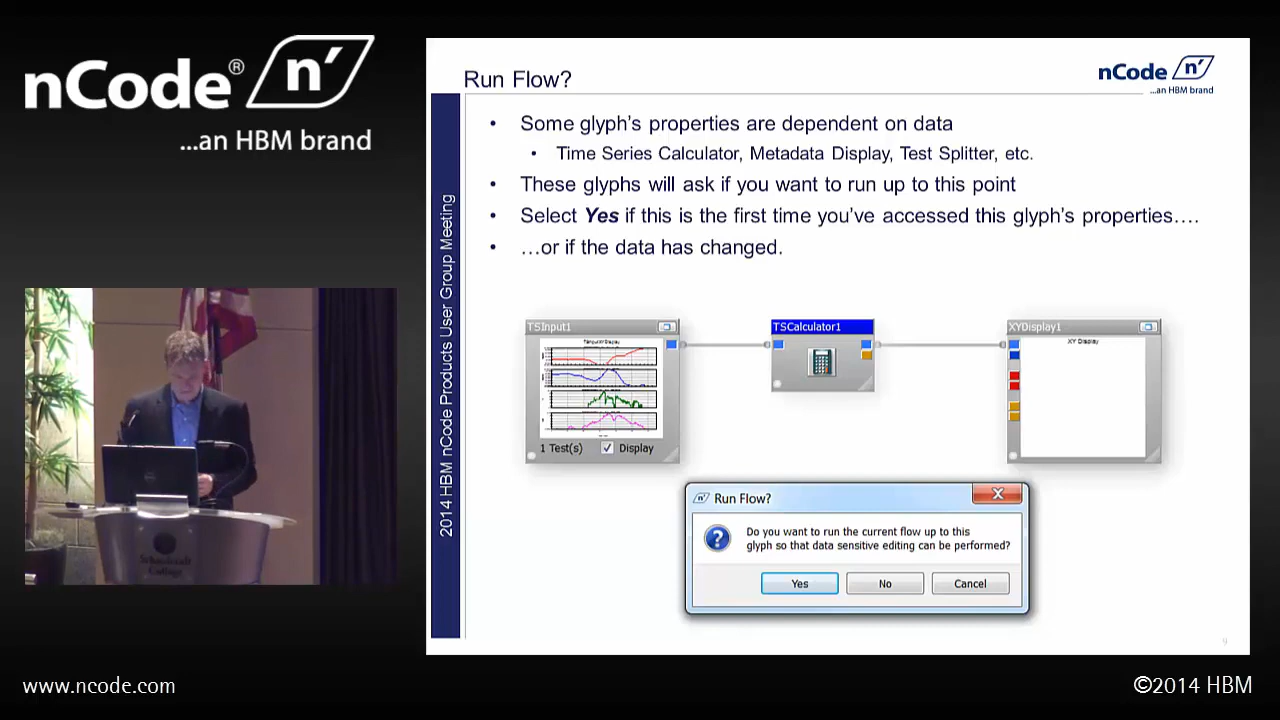 nCode®
n'
...an HBM brand
Run Flow?
nCode n'
...an HBM brand
• Some glyph's properties are dependent on data
• Time Series Calculator, Metadata Display, Test Splitter, etc.
• These glyphs will ask if you want to run up to this point
• Select Yes if this is the first time you've accessed this glyph's properties….
• …or if the data has changed.
2014 HBM nCode Products User Group Meeting
TSInput1
TSCalculator1
XYDisplay1
XY Display
1 Test(s)
Display
Run Flow?
Do you want to run the current flow up to this
glyph so that data sensitive editing can be performed?
Yes
No
Cancel
Schoolcraft
College
9
www.ncode.com
©2014 HBM